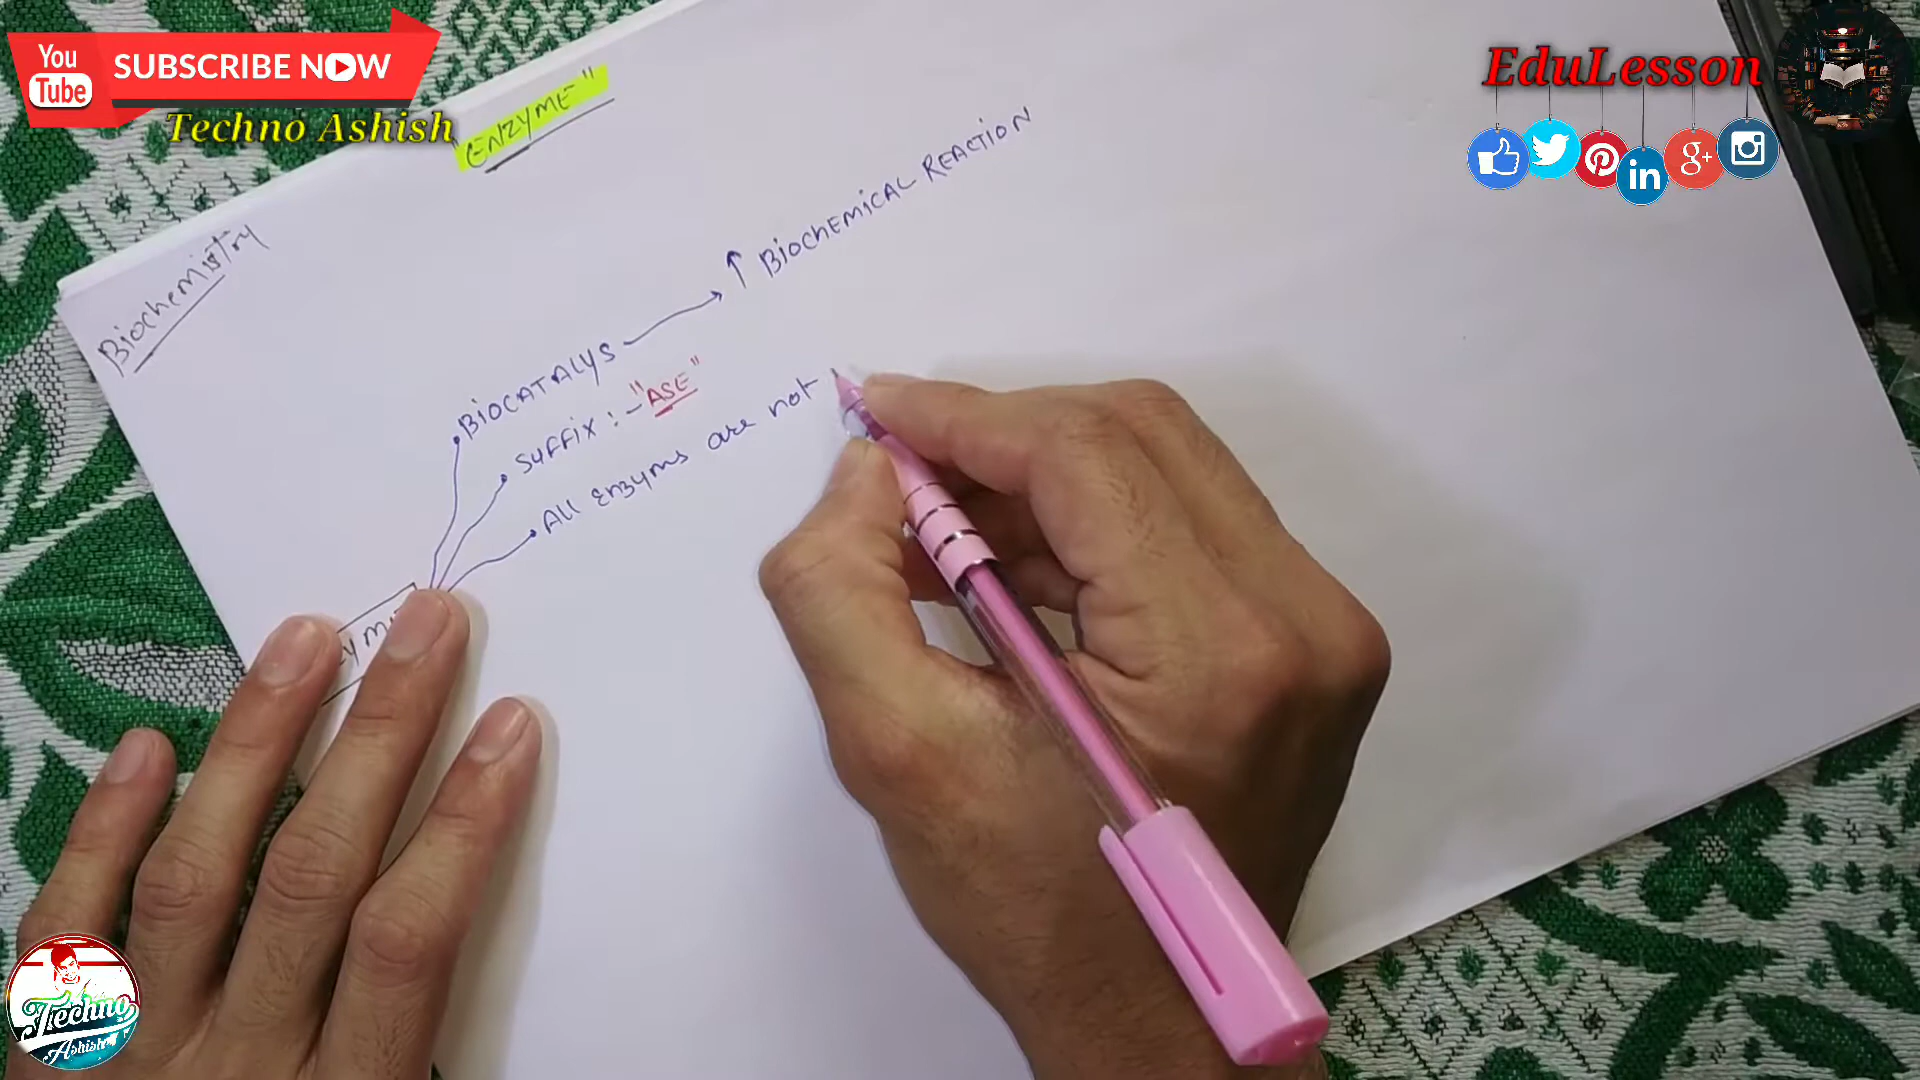 You Tube SUBSCRIBE NOW
Techno Ashish
EduLesson
"ENZYME"
Biochemistry
BiOCATALYS → ↑ BiOCHEMiCAL REACTION
SUFFiX :- "ASE"
All Enzyms are not
ZYM
Techno
Ashish